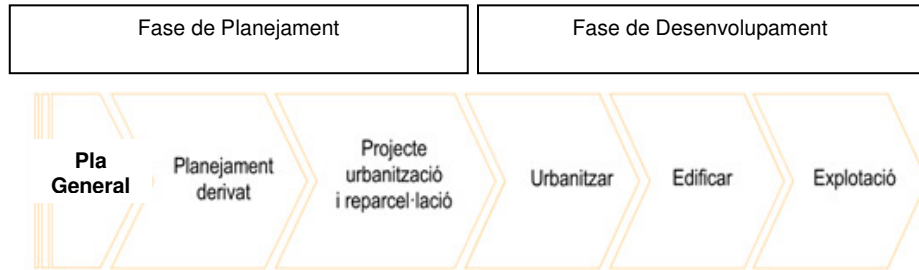 Fase de Planejament
Fase de Desenvolupament
Pla
General
Planejament
derivat
Projecte
urbanització
i reparcel·lació
Urbanitzar
Edificar
Explotació